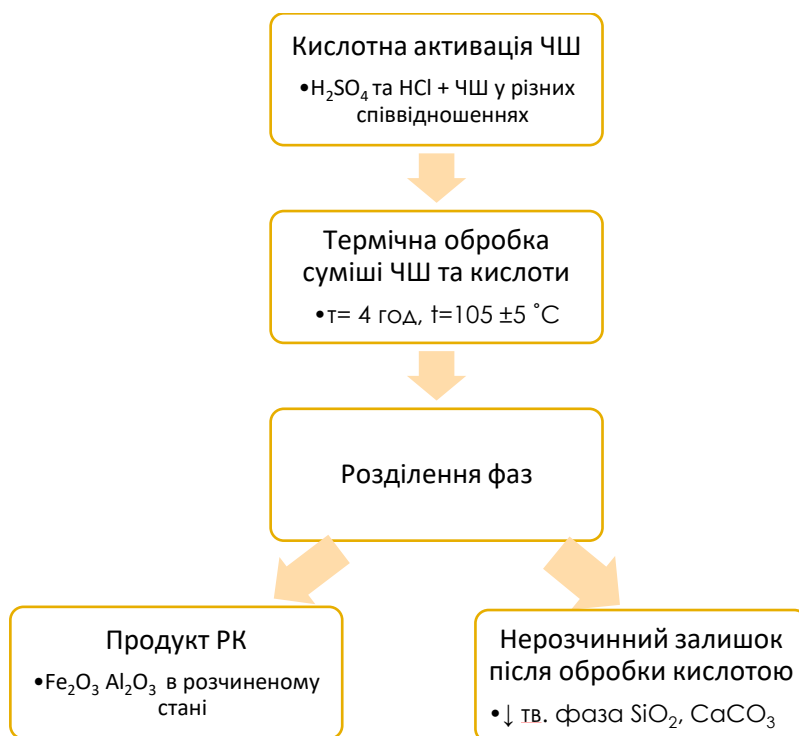 Кислотна активація ЧШ
•H₂SO₄ та HCl + ЧШ у різних
співвідношеннях
Термічна обробка
суміші ЧШ та кислоти
•τ= 4 год, t=105 ±5 ˚C
Розділення фаз
Продукт РК
•Fe₂O₃ Al₂O₃ в розчиненому
стані
Нерозчинний залишок
після обробки кислотою
•↓ тв. фаза SiO₂, CaCO₃